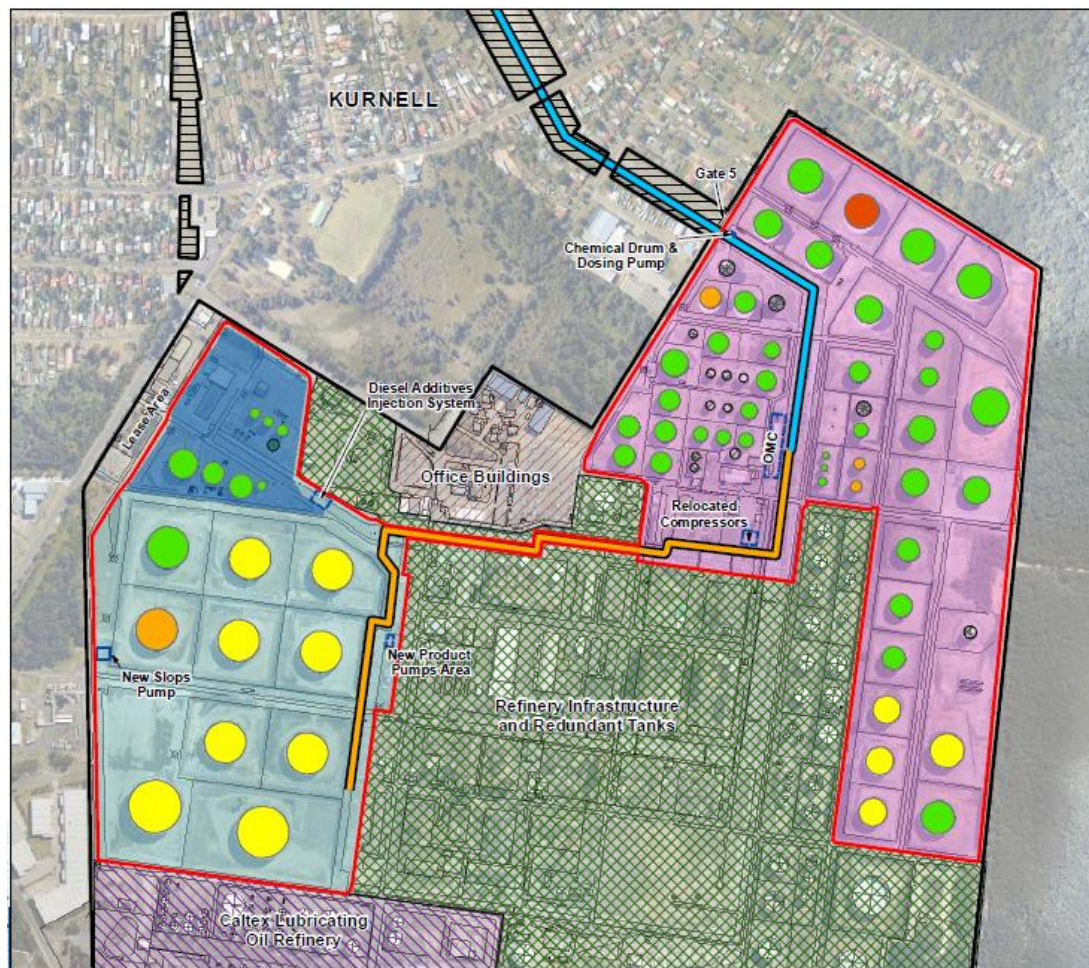 KURNELL
Gate 5
Chemical Drum &
Dosing Pump
Lease Area
Diesel Additives
Injection System
Office Buildings
OMC
Relocated
Compressors
New Product
Pumps Area
New Slops
Pump
Refinery Infrastructure
and Redundant Tanks
Caltex Lubricating
Oil Refinery